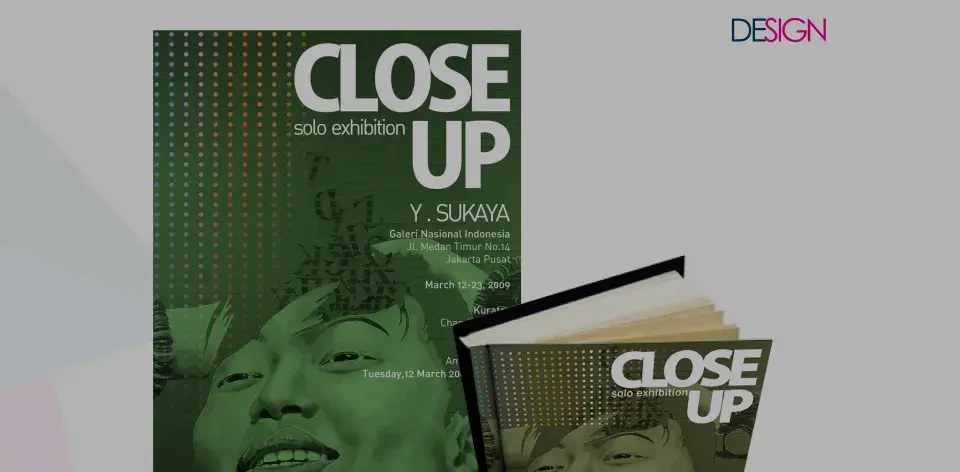 DESIGN
CLOSE
solo exhibition
UP
Y . SUKAYA
Galeri Nasional Indonesia
Jl. Medan Timur No.14
Jakarta Pusat
March 12-23, 2009
Tuesday,12 March
CLOSE
solo exhibition
UP